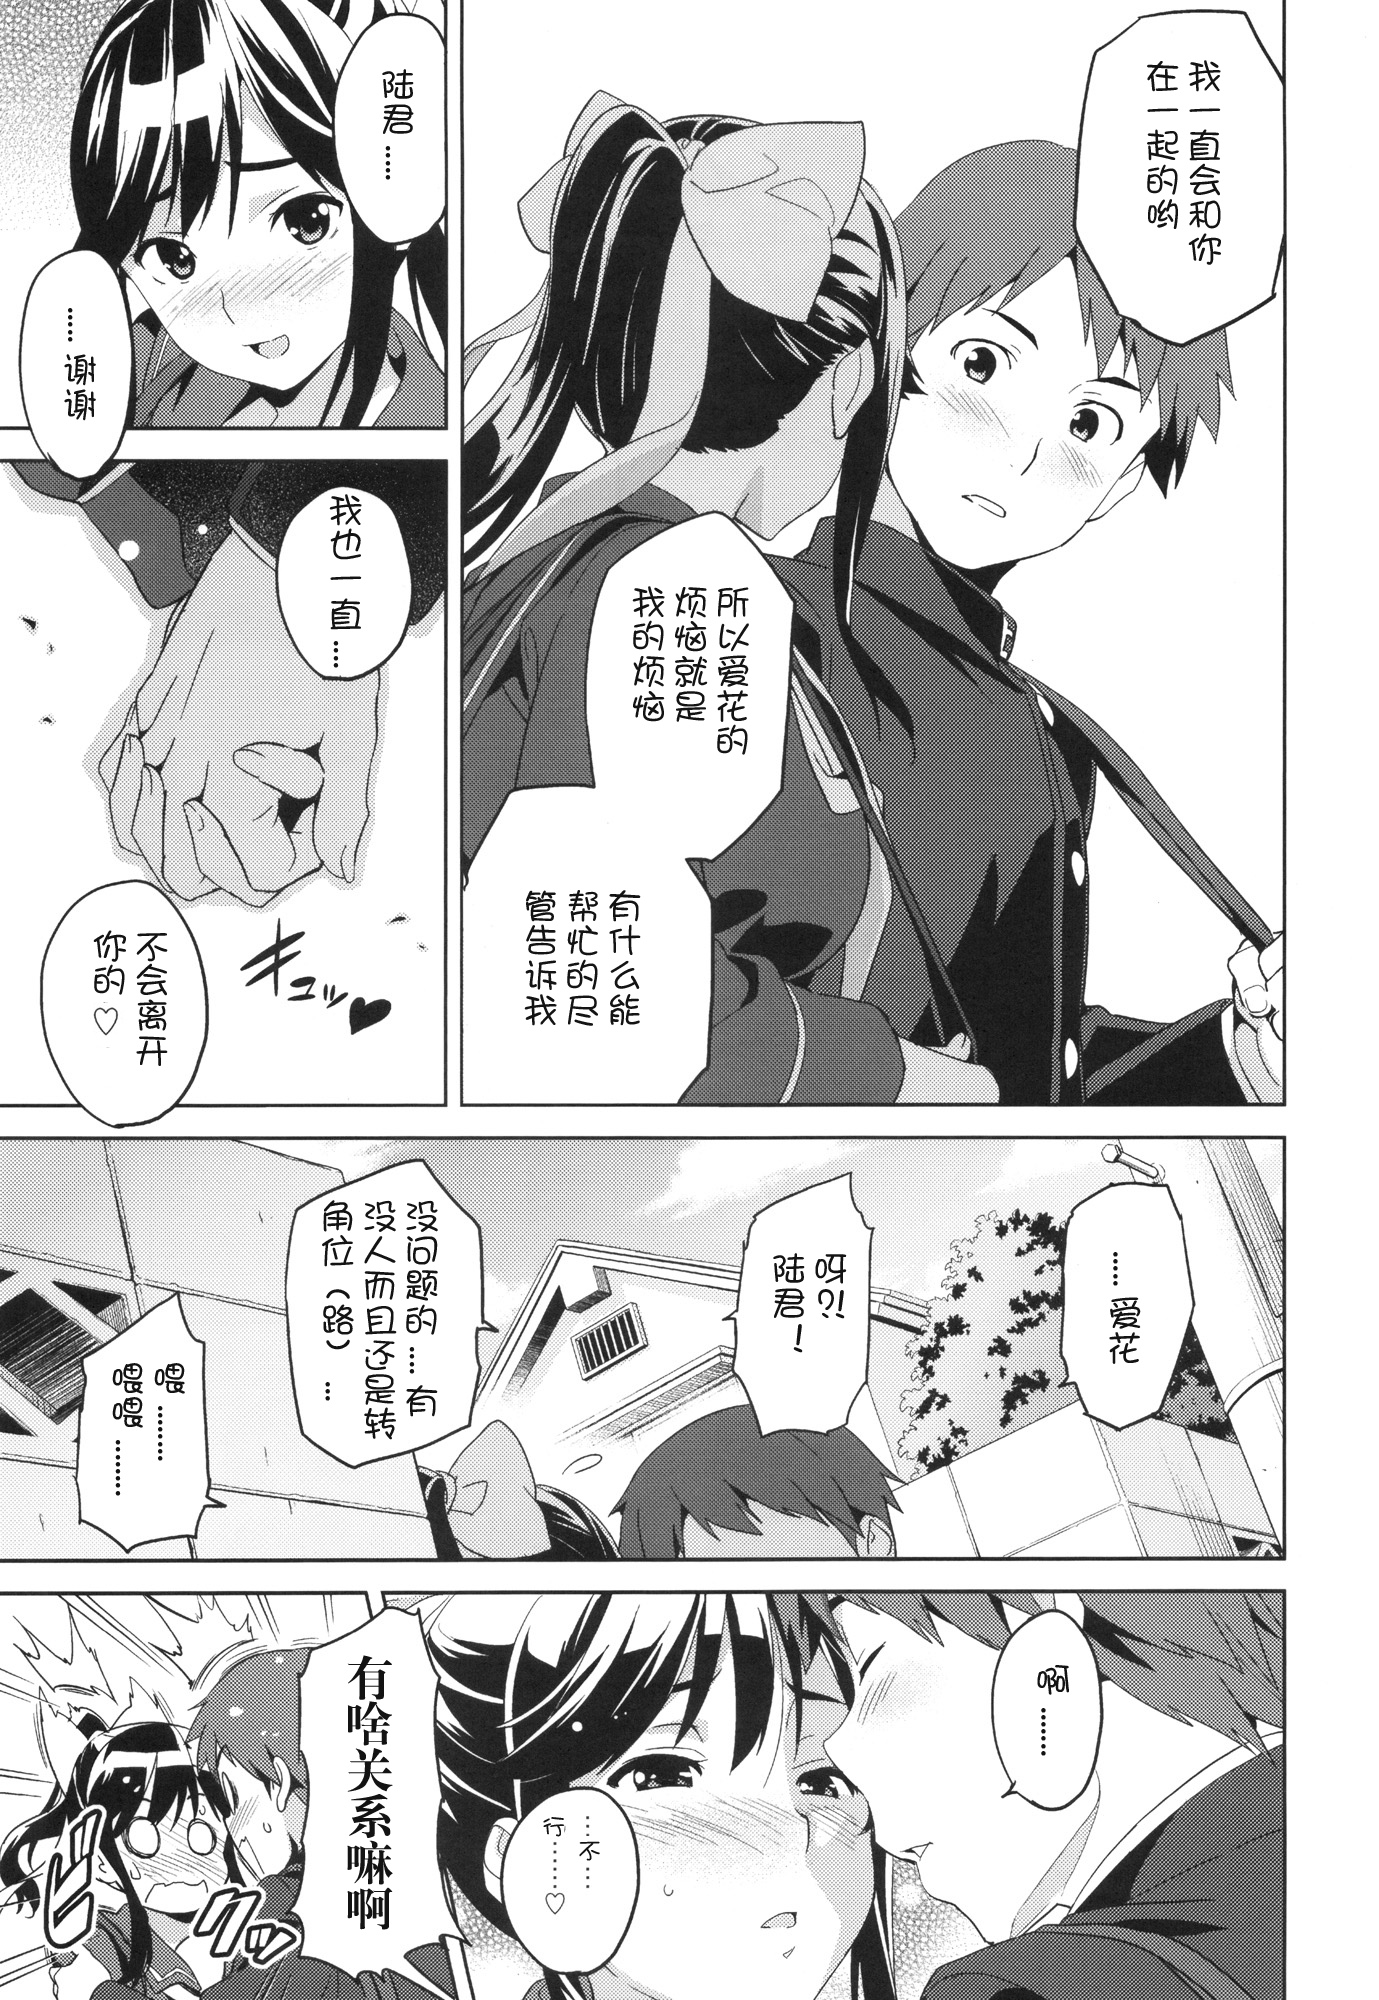 我一直会和你
在一起的哟
所以爱花的
烦恼就是
我的烦恼
有什么能
帮忙的尽
管告诉我
陆君……
……谢谢
我也一直……
不会离开
你的♡
キュッ♥
……爱花
呀?!
陆君！
没问题的……有
没人而且还是转
角位（路）…
喂……
喂喂……
啊……
…不…
行……♡
有啥关系嘛啊
ビクッ